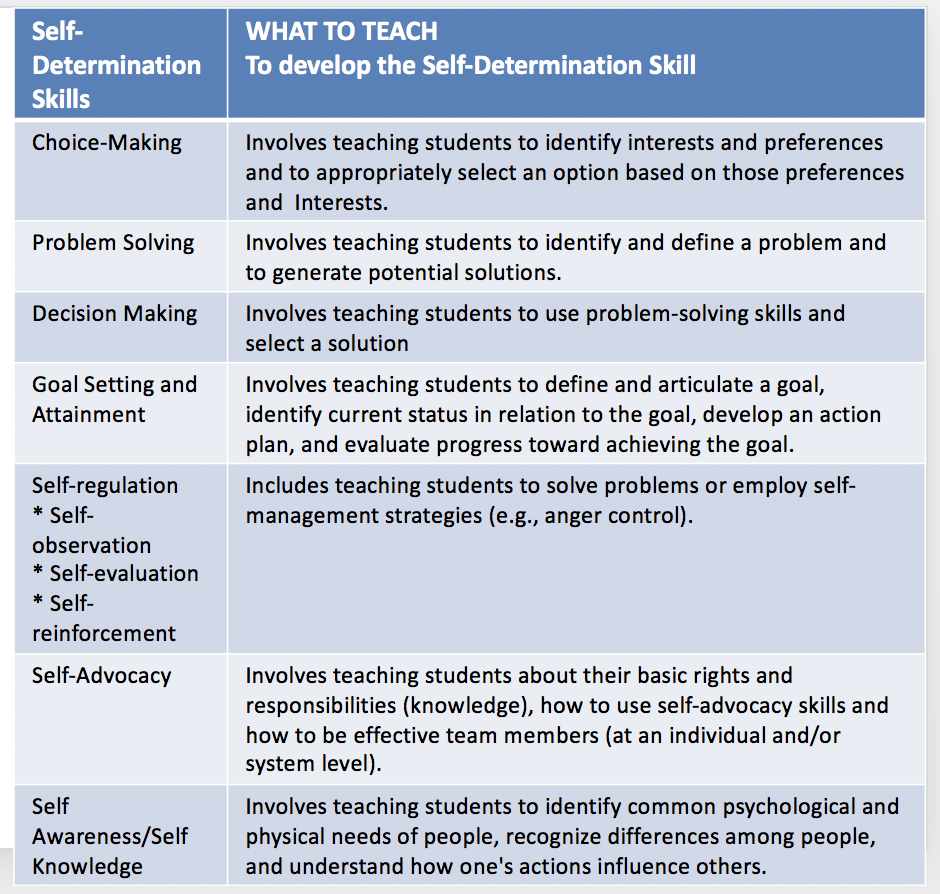 Self-
Determination
Skills
WHAT TO TEACH
To develop the Self-Determination Skill
Choice-Making
Involves teaching students to identify interests and preferences
and to appropriately select an option based on those preferences
and  Interests.
Problem Solving
Involves teaching students to identify and define a problem and
to generate potential solutions.
Decision Making
Involves teaching students to use problem-solving skills and
select a solution
Goal Setting and
Attainment
Involves teaching students to define and articulate a goal,
identify current status in relation to the goal, develop an action
plan, and evaluate progress toward achieving the goal.
Self-regulation
* Self-
observation
* Self-evaluation
* Self-
reinforcement
Includes teaching students to solve problems or employ self-
management strategies (e.g., anger control).
Self-Advocacy
Involves teaching students about their basic rights and
responsibilities (knowledge), how to use self-advocacy skills and
how to be effective team members (at an individual and/or
system level).
Self
Awareness/Self
Knowledge
Involves teaching students to identify common psychological and
physical needs of people, recognize differences among people,
and understand how one's actions influence others.